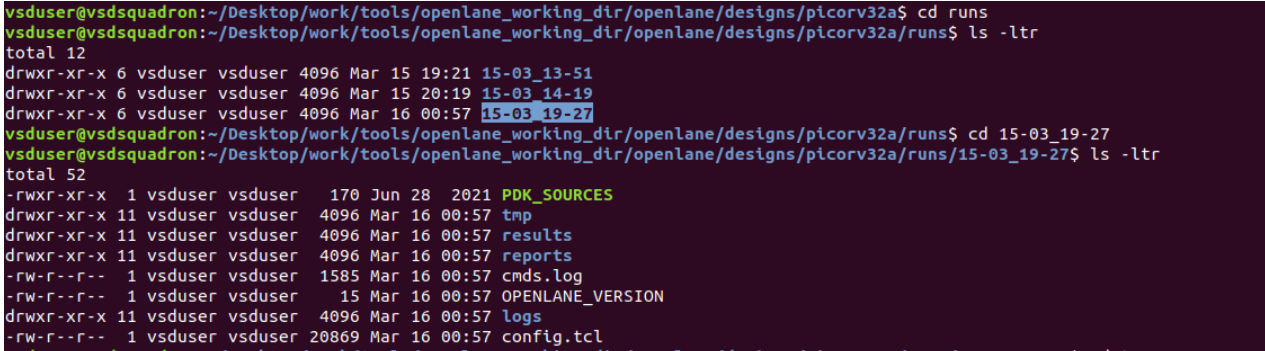 vsduser@vsdsquadron:~/Desktop/work/tools/openlane_working_dir/openlane/designs/picorv32a$ cd runs
vsduser@vsdsquadron:~/Desktop/work/tools/openlane_working_dir/openlane/designs/picorv32a/runs$ ls -ltr
total 12
drwxr-xr-x 6 vsduser vsduser 4096 Mar 15 19:21 15-03_13-51
drwxr-xr-x 6 vsduser vsduser 4096 Mar 15 20:19 15-03_14-19
drwxr-xr-x 6 vsduser vsduser 4096 Mar 16 00:57 15-03_19-27
vsduser@vsdsquadron:~/Desktop/work/tools/openlane_working_dir/openlane/designs/picorv32a/runs$ cd 15-03_19-27
vsduser@vsdsquadron:~/Desktop/work/tools/openlane_working_dir/openlane/designs/picorv32a/runs/15-03_19-27$ ls -ltr
total 52
-rwxr-xr-x  1 vsduser vsduser   170 Jun 28  2021 PDK_SOURCES
drwxr-xr-x 11 vsduser vsduser  4096 Mar 16 00:57 tmp
drwxr-xr-x 11 vsduser vsduser  4096 Mar 16 00:57 results
drwxr-xr-x 11 vsduser vsduser  4096 Mar 16 00:57 reports
-rw-r--r--  1 vsduser vsduser  1585 Mar 16 00:57 cmds.log
-rw-r--r--  1 vsduser vsduser    15 Mar 16 00:57 OPENLANE_VERSION
drwxr-xr-x 11 vsduser vsduser  4096 Mar 16 00:57 logs
-rw-r--r--  1 vsduser vsduser 20869 Mar 16 00:57 config.tcl